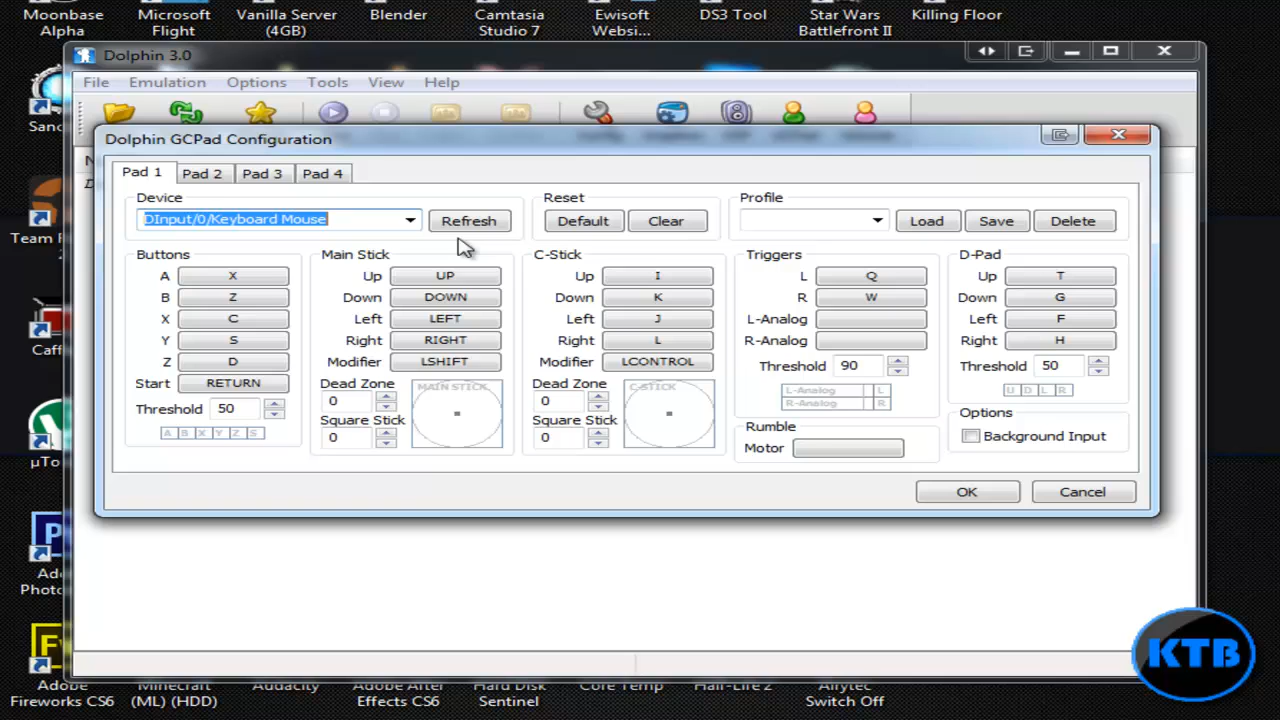 Moonbase
Alpha
Microsoft
Flight
Vanilla Server
(4GB)
Blender
Camtasia
Studio 7
Ewisoft
Websi...
DS3 Tool
Star Wars
Battlefront II
Killing Floor
Dolphin 3.0
File Emulation Options Tools View Help
Dolphin GCPad Configuration
Pad 1 Pad 2 Pad 3 Pad 4
Device
DInput/0/Keyboard Mouse
Refresh
Reset
Default Clear
Profile
Load Save Delete
Buttons
A X
B Z
X C
Y S
Z D
Start RETURN
Threshold 50
A B X Y Z S
Main Stick
Up UP
Down DOWN
Left LEFT
Right RIGHT
Modifier LSHIFT
Dead Zone
0
Square Stick
0
MAIN STICK
C-Stick
Up I
Down K
Left J
Right L
Modifier LCONTROL
Dead Zone
0
Square Stick
0
C-STICK
Triggers
L Q
R W
L-Analog
R-Analog
Threshold 90
L-Analog L
R-Analog R
Rumble
Motor
D-Pad
Up T
Down G
Left F
Right H
Threshold 50
U D L R
Options
Background Input
OK Cancel
Team
Caff
µTo
Ado
Photo
Adobe
Fireworks CS6
Minecraft
(ML) (HDD)
Audacity
Adobe After
Effects CS6
Hard Disk
Sentinel
Core Temp
Half-Life 2
Airytec
Switch Off
KTB